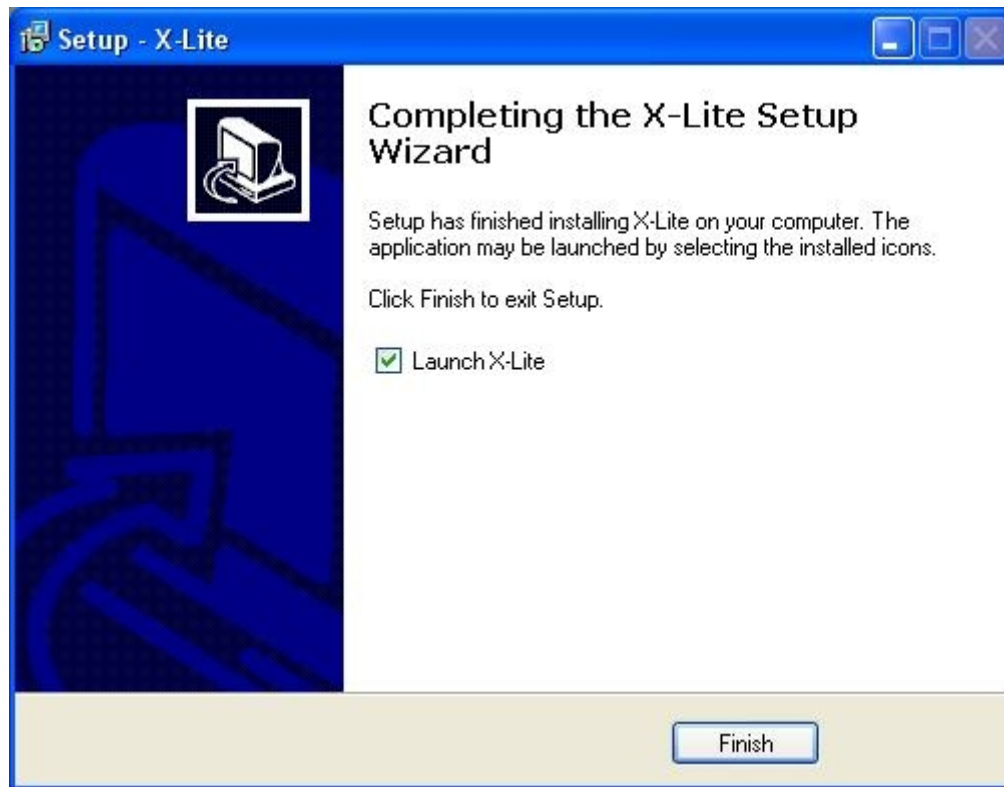 Setup - X-Lite
Completing the X-Lite Setup
Wizard
Setup has finished installing X-Lite on your computer. The
application may be launched by selecting the installed icons.
Click Finish to exit Setup.
Launch X-Lite
Finish